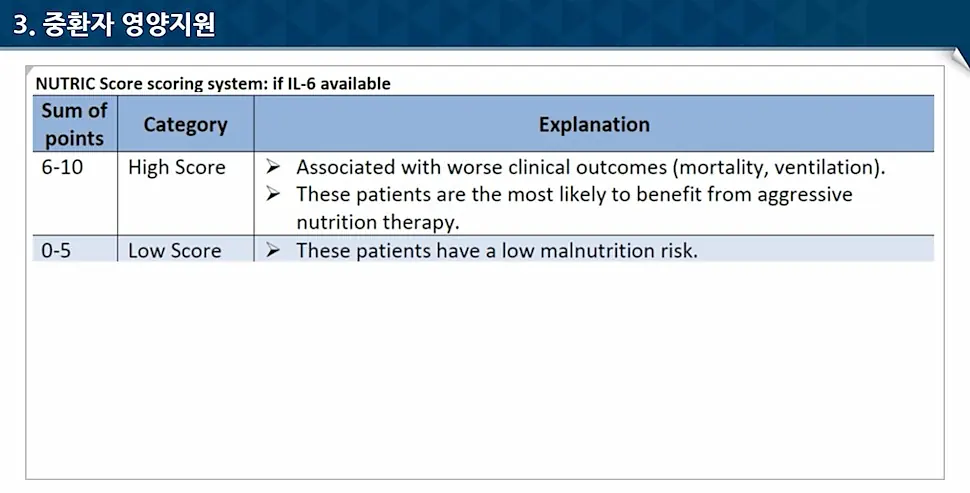 3. 중환자 영양지원
NUTRIC Score scoring system: if IL-6 available
Sum of points Category Explanation
6-10 High Score ➢ Associated with worse clinical outcomes (mortality, ventilation).
➢ These patients are the most likely to benefit from aggressive
nutrition therapy.
0-5 Low Score ➢ These patients have a low malnutrition risk.